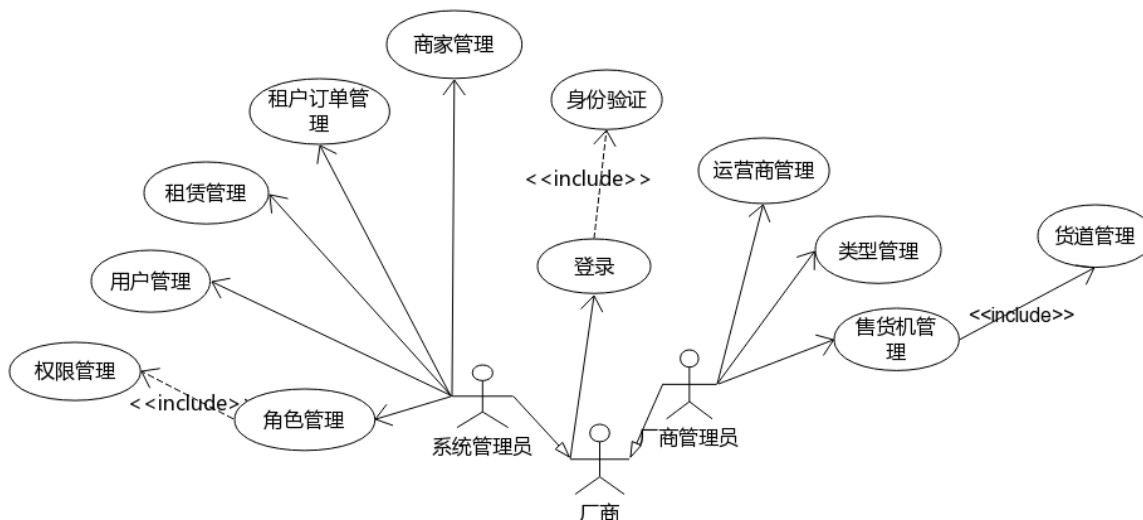 商家管理
租户订单管
理
身份验证
运营商管理
<<include>>
租赁管理
货道管理
类型管理
登录
用户管理
<<include>>
售货机管
理
权限管理
<<include>>
角色管理
系统管理员
厂商管理员
厂商